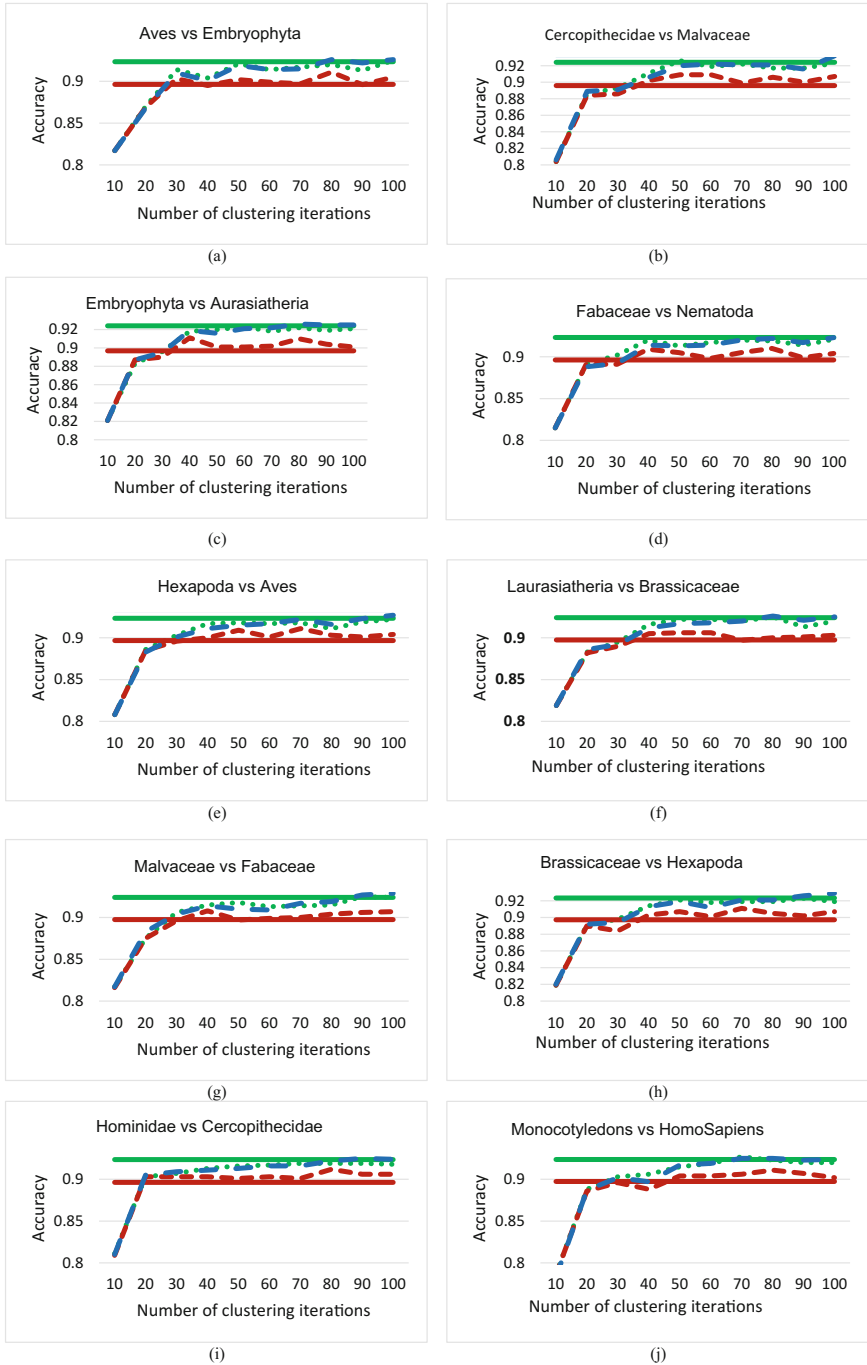 Aves vs Embryophyta
Accuracy
0.9
0.85
0.8
10 20 30 40 50 60 70 80 90 100
Number of clustering iterations
(a)
Cercopithecidae vs Malvaceae
Accuracy
0.92
0.9
0.88
0.86
0.84
0.82
0.8
10 20 30 40 50 60 70 80 90 100
Number of clustering iterations
(b)
Embryophyta vs Aurasiatheria
Accuracy
0.92
0.9
0.88
0.86
0.84
0.82
0.8
10 20 30 40 50 60 70 80 90 100
Number of clustering iterations
(c)
Fabaceae vs Nematoda
Accuracy
0.9
0.85
0.8
10 20 30 40 50 60 70 80 90 100
Number of clustering iterations
(d)
Hexapoda vs Aves
Accuracy
0.9
0.85
0.8
10 20 30 40 50 60 70 80 90 100
Number of clustering iterations
(e)
Laurasiatheria vs Brassicaceae
Accuracy
0.9
0.85
0.8
10 20 30 40 50 60 70 80 90 100
Number of clustering iterations
(f)
Malvaceae vs Fabaceae
Accuracy
0.9
0.85
0.8
10 20 30 40 50 60 70 80 90 100
Number of clustering iterations
(g)
Brassicaceae vs Hexapoda
Accuracy
0.92
0.9
0.88
0.86
0.84
0.82
0.8
10 20 30 40 50 60 70 80 90 100
Number of clustering iterations
(h)
Hominidae vs Cercopithecidae
Accuracy
0.9
0.85
0.8
10 20 30 40 50 60 70 80 90 100
Number of clustering iterations
(i)
Monocotyledons vs HomoSapiens
Accuracy
0.9
0.85
0.8
10 20 30 40 50 60 70 80 90 100
Number of clustering iterations
(j)